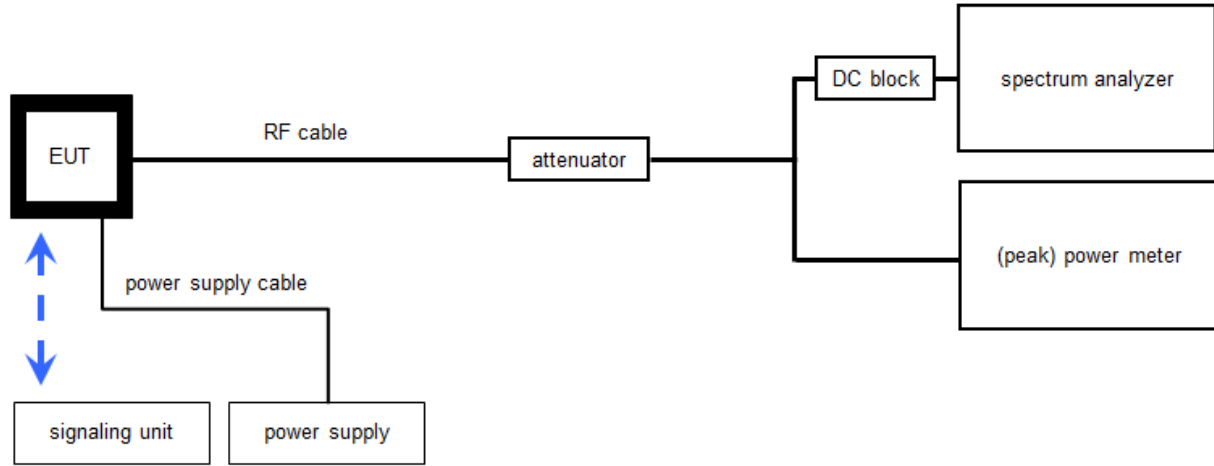 DC block
spectrum analyzer
RF cable
EUT
attenuator
(peak) power meter
power supply cable
signaling unit
power supply